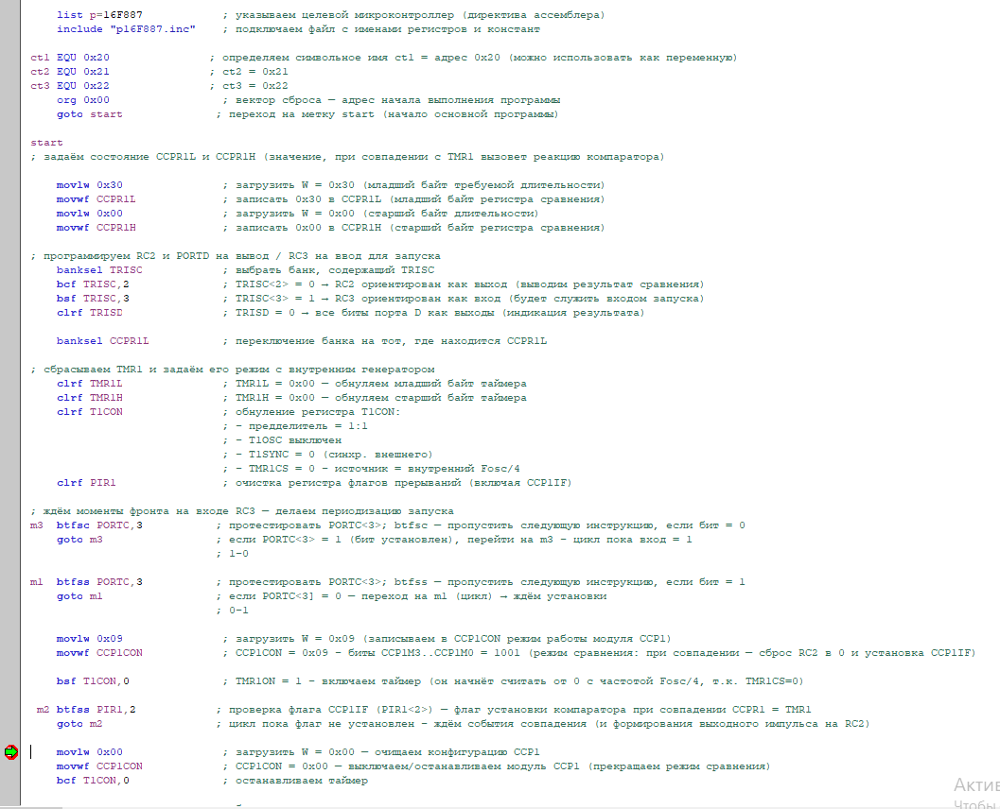 list p=16F887 ; указываем целевой микроконтроллер (директива ассемблера)
include "p16F887.inc" ; подключаем файл с именами регистров и констант
ct1 EQU 0x20 ; определяем символьное имя ct1 = адрес 0x20 (можно использовать как переменную)
ct2 EQU 0x21 ; ct2 = 0x21
ct3 EQU 0x22 ; ct3 = 0x22
org 0x00 ; вектор сброса — адрес начала выполнения программы
goto start ; переход на метку start (начало основной программы)
start
; задаём состояние CCPR1L и CCPR1H (значение, при совпадении с TMR1 вызовет реакцию компаратора)
movlw 0x30 ; загрузить W = 0x30 (младший байт требуемой длительности)
movwf CCPR1L ; записать 0x30 в CCPR1L (младший байт регистра сравнения)
movlw 0x00 ; загрузить W = 0x00 (старший байт длительности)
movwf CCPR1H ; записать 0x00 в CCPR1H (старший байт регистра сравнения)
; программируем RC2 и PORTD на вывод / RC3 на ввод для запуска
banksel TRISC ; выбрать банк, содержащий TRISC
bcf TRISC,2 ; TRISC<2> = 0 → RC2 ориентирован как выход (выводим результат сравнения)
bsf TRISC,3 ; TRISC<3> = 1 → RC3 ориентирован как вход (будет служить входом запуска)
clrf TRISD ; TRISD = 0 → все биты порта D как выходы (индикация результата)
banksel CCPR1L ; переключение банка на тот, где находится CCPR1L
; сбрасываем TMR1 и задаём его режим с внутренним генератором
clrf TMR1L ; TMR1L = 0x00 — обнуляем младший байт таймера
clrf TMR1H ; TMR1H = 0x00 — обнуляем старший байт таймера
clrf T1CON ; обнуление регистра T1CON:
; - предделитель = 1:1
; - T1OSC выключен
; - T1SYNC = 0 (синхр. внешнего)
; - TMR1CS = 0 - источник = внутренний Fosc/4
clrf PIR1 ; очистка регистра флагов прерываний (включая CCP1IF)
; ждём моменты фронта на входе RC3 — делаем периодизацию запуска
m3 btfsc PORTC,3 ; протестировать PORTC<3>; btfsc — пропустить следующую инструкцию, если бит = 0
goto m3 ; если PORTC<3> = 1 (бит установлен), перейти на m3 - цикл пока вход = 1
; 1-0
m1 btfss PORTC,3 ; протестировать PORTC<3>; btfss — пропустить следующую инструкцию, если бит = 1
goto m1 ; если PORTC<3] = 0 — переход на m1 (цикл) → ждём установки
; 0-1
movlw 0x09 ; загрузить W = 0x09 (записываем в CCP1CON режим работы модуля CCP1)
movwf CCP1CON ; CCP1CON = 0x09 - биты CCP1M3..CCP1M0 = 1001 (режим сравнения: при совпадении — сброс RC2 в 0 и установка CCP1IF)
bsf T1CON,0 ; TMR1ON = 1 - включаем таймер (он начнёт считать от 0 с частотой Fosc/4, т.к. TMR1CS=0)
m2 btfss PIR1,2 ; проверка флага CCP1IF (PIR1<2>) — флаг установки компаратора при совпадении CCPR1 = TMR1
goto m2 ; цикл пока флаг не установлен - ждём события совпадения (и формирования выходного импульса на RC2)
movlw 0x00 ; загрузить W = 0x00 — очищаем конфигурацию CCP1
movwf CCP1CON ; CCP1CON = 0x00 — выключаем/останавливаем модуль CCP1 (прекращаем режим сравнения)
bcf T1CON,0 ; останавливаем таймер
Актив
Чтобы